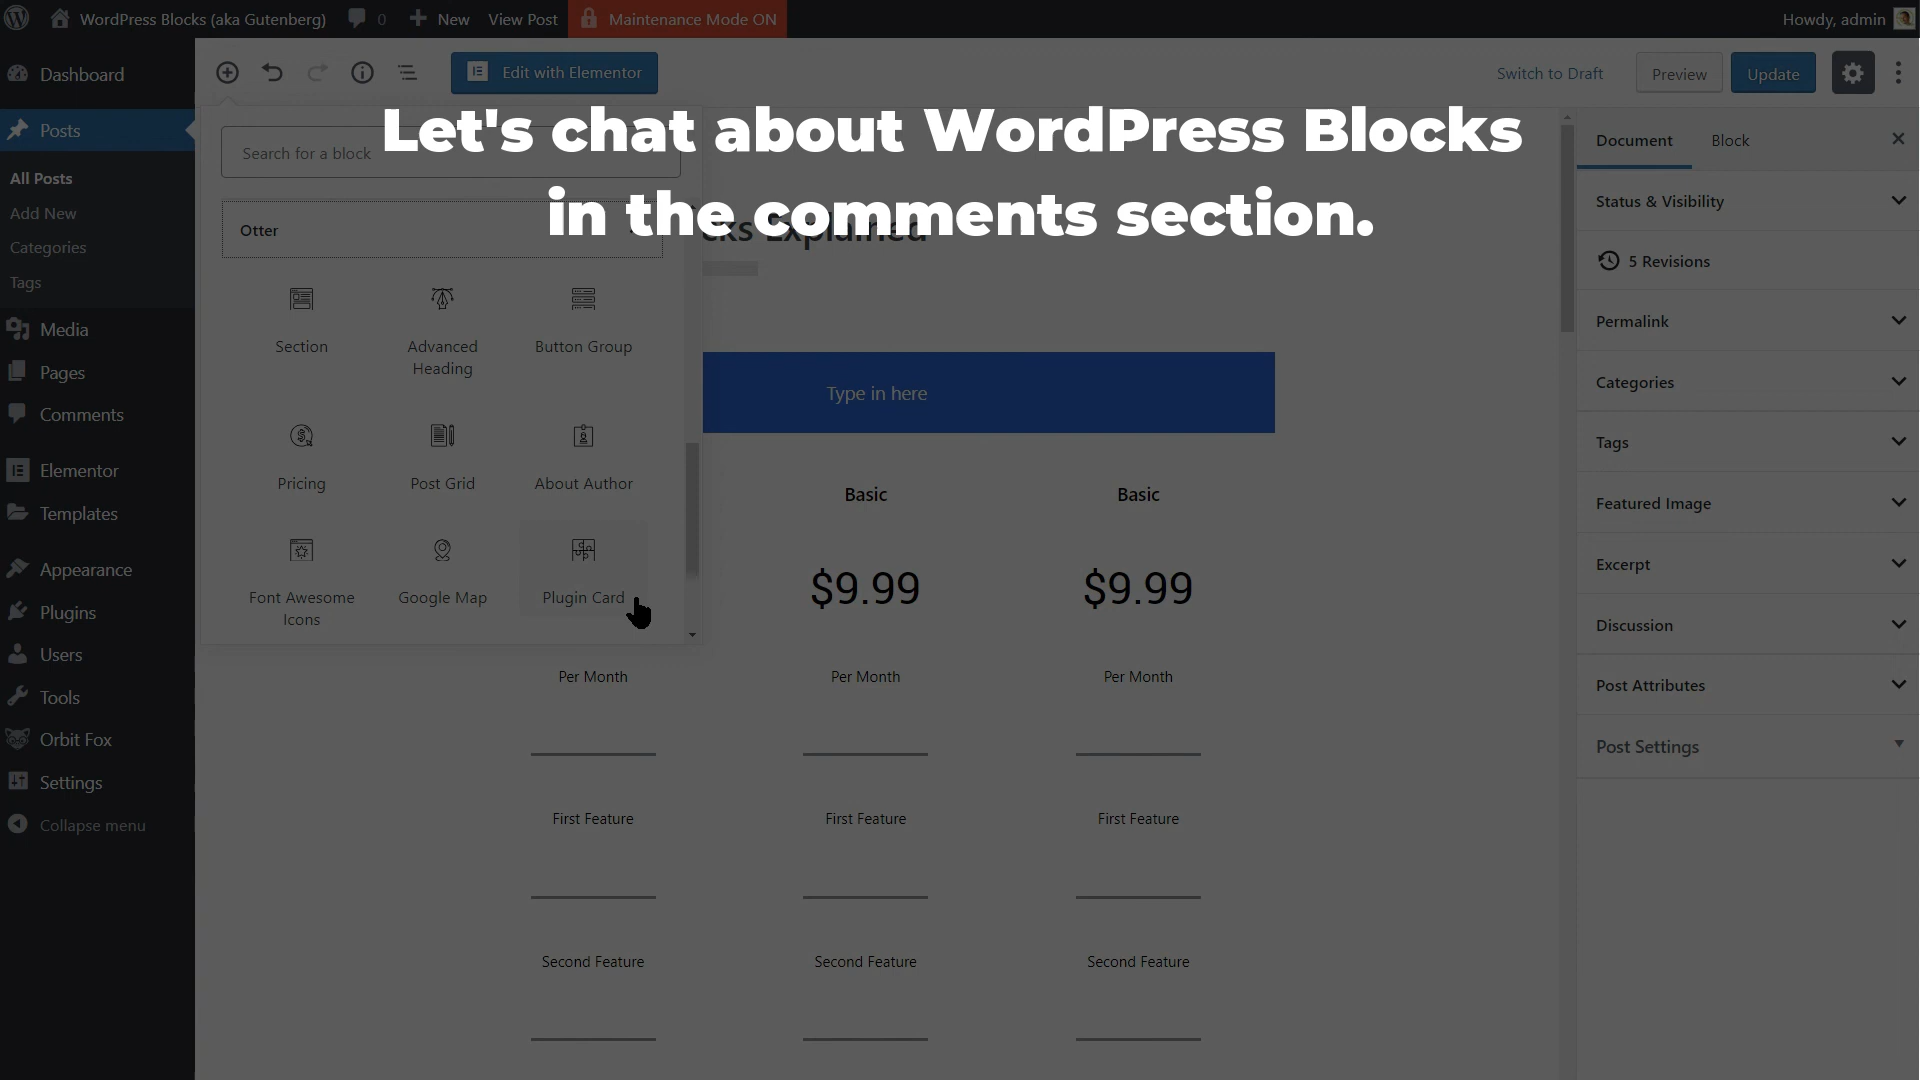 WordPress Blocks (aka Gutenberg)
0
New
View Post
Maintenance Mode ON
Howdy, admin
Dashboard
Posts
All Posts
Add New
Categories
Tags
Media
Pages
Comments
Elementor
Templates
Appearance
Plugins
Users
Tools
Orbit Fox
Settings
Collapse menu
Edit with Elementor
Switch to Draft
Preview
Update
Let's chat about WordPress Blocks
in the comments section.
Search for a block
Otter
Explained
Section
Advanced
Heading
Button Group
Pricing
Post Grid
About Author
Font Awesome
Icons
Google Map
Plugin Card
Type in here
Basic
Basic
$9.99
$9.99
Per Month
Per Month
Per Month
First Feature
First Feature
First Feature
Second Feature
Second Feature
Second Feature
Document
Block
Status & Visibility
5 Revisions
Permalink
Categories
Tags
Featured Image
Excerpt
Discussion
Post Attributes
Post Settings